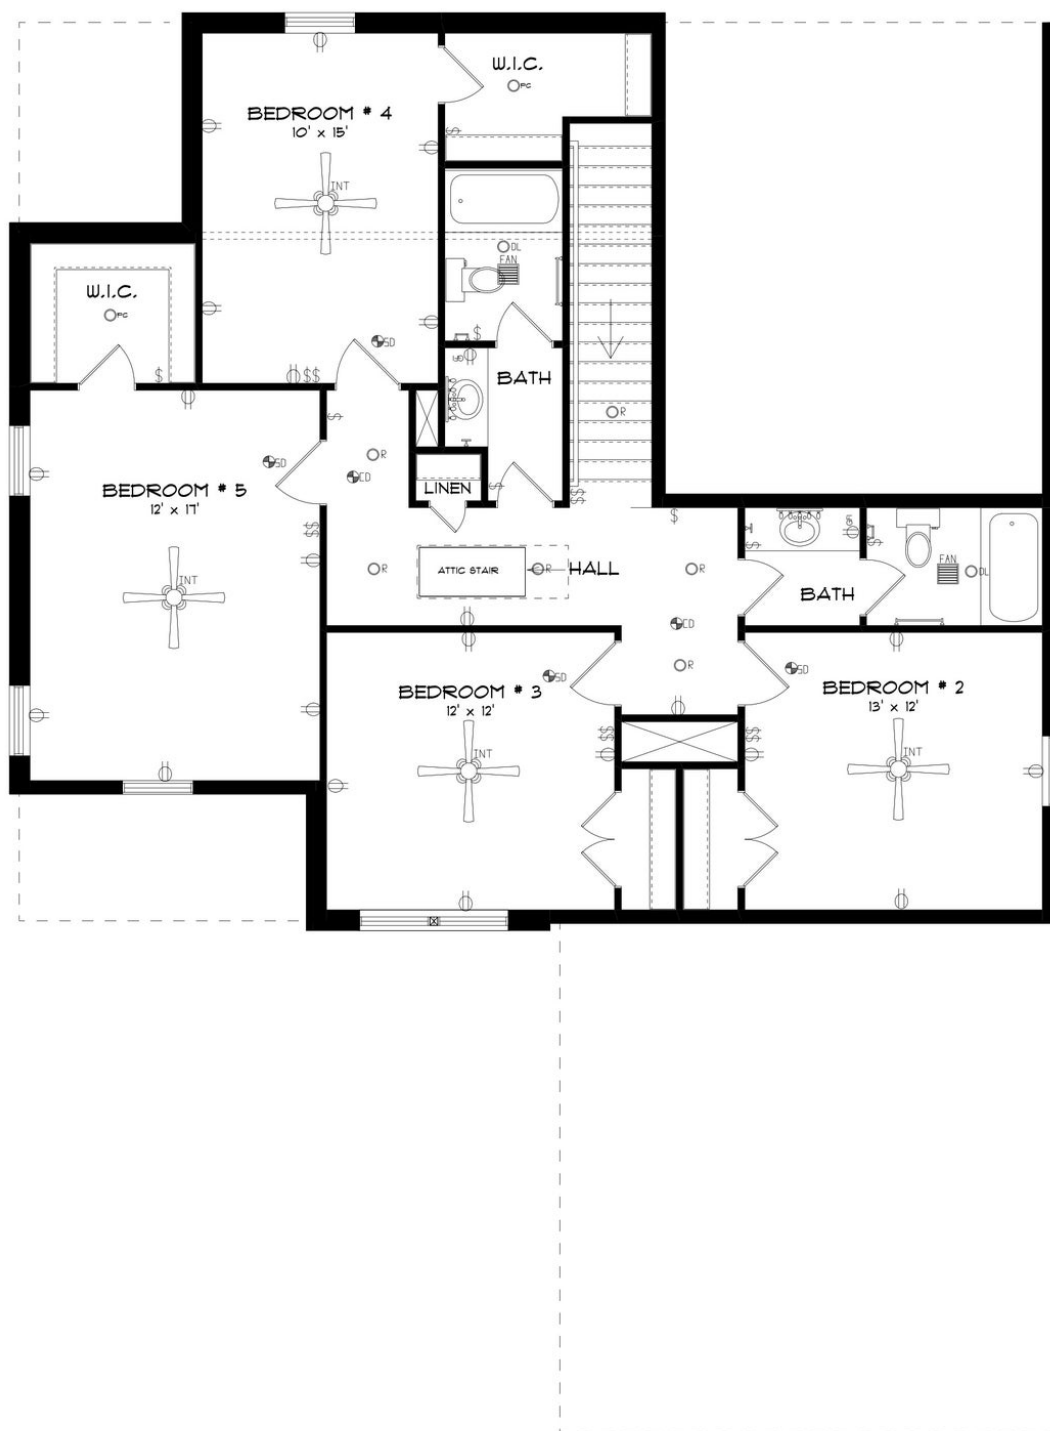 W.I.C.
PC
BEDROOM # 4
10' x 15'
$
INT
DL
FAN
W.I.C.
PC
$
SD
$
$$
BATH
R
$
R
SD
CD
BEDROOM # 5
12' x 17'
LINEN
$
$$
$
$$
INT
R
ATTIC STAIR
R
HALL
R
$
$
FAN
DL
BATH
CD
R
SD
SD
BEDROOM # 3
12' x 12'
BEDROOM # 2
13' x 12'
$$
$$
INT
INT